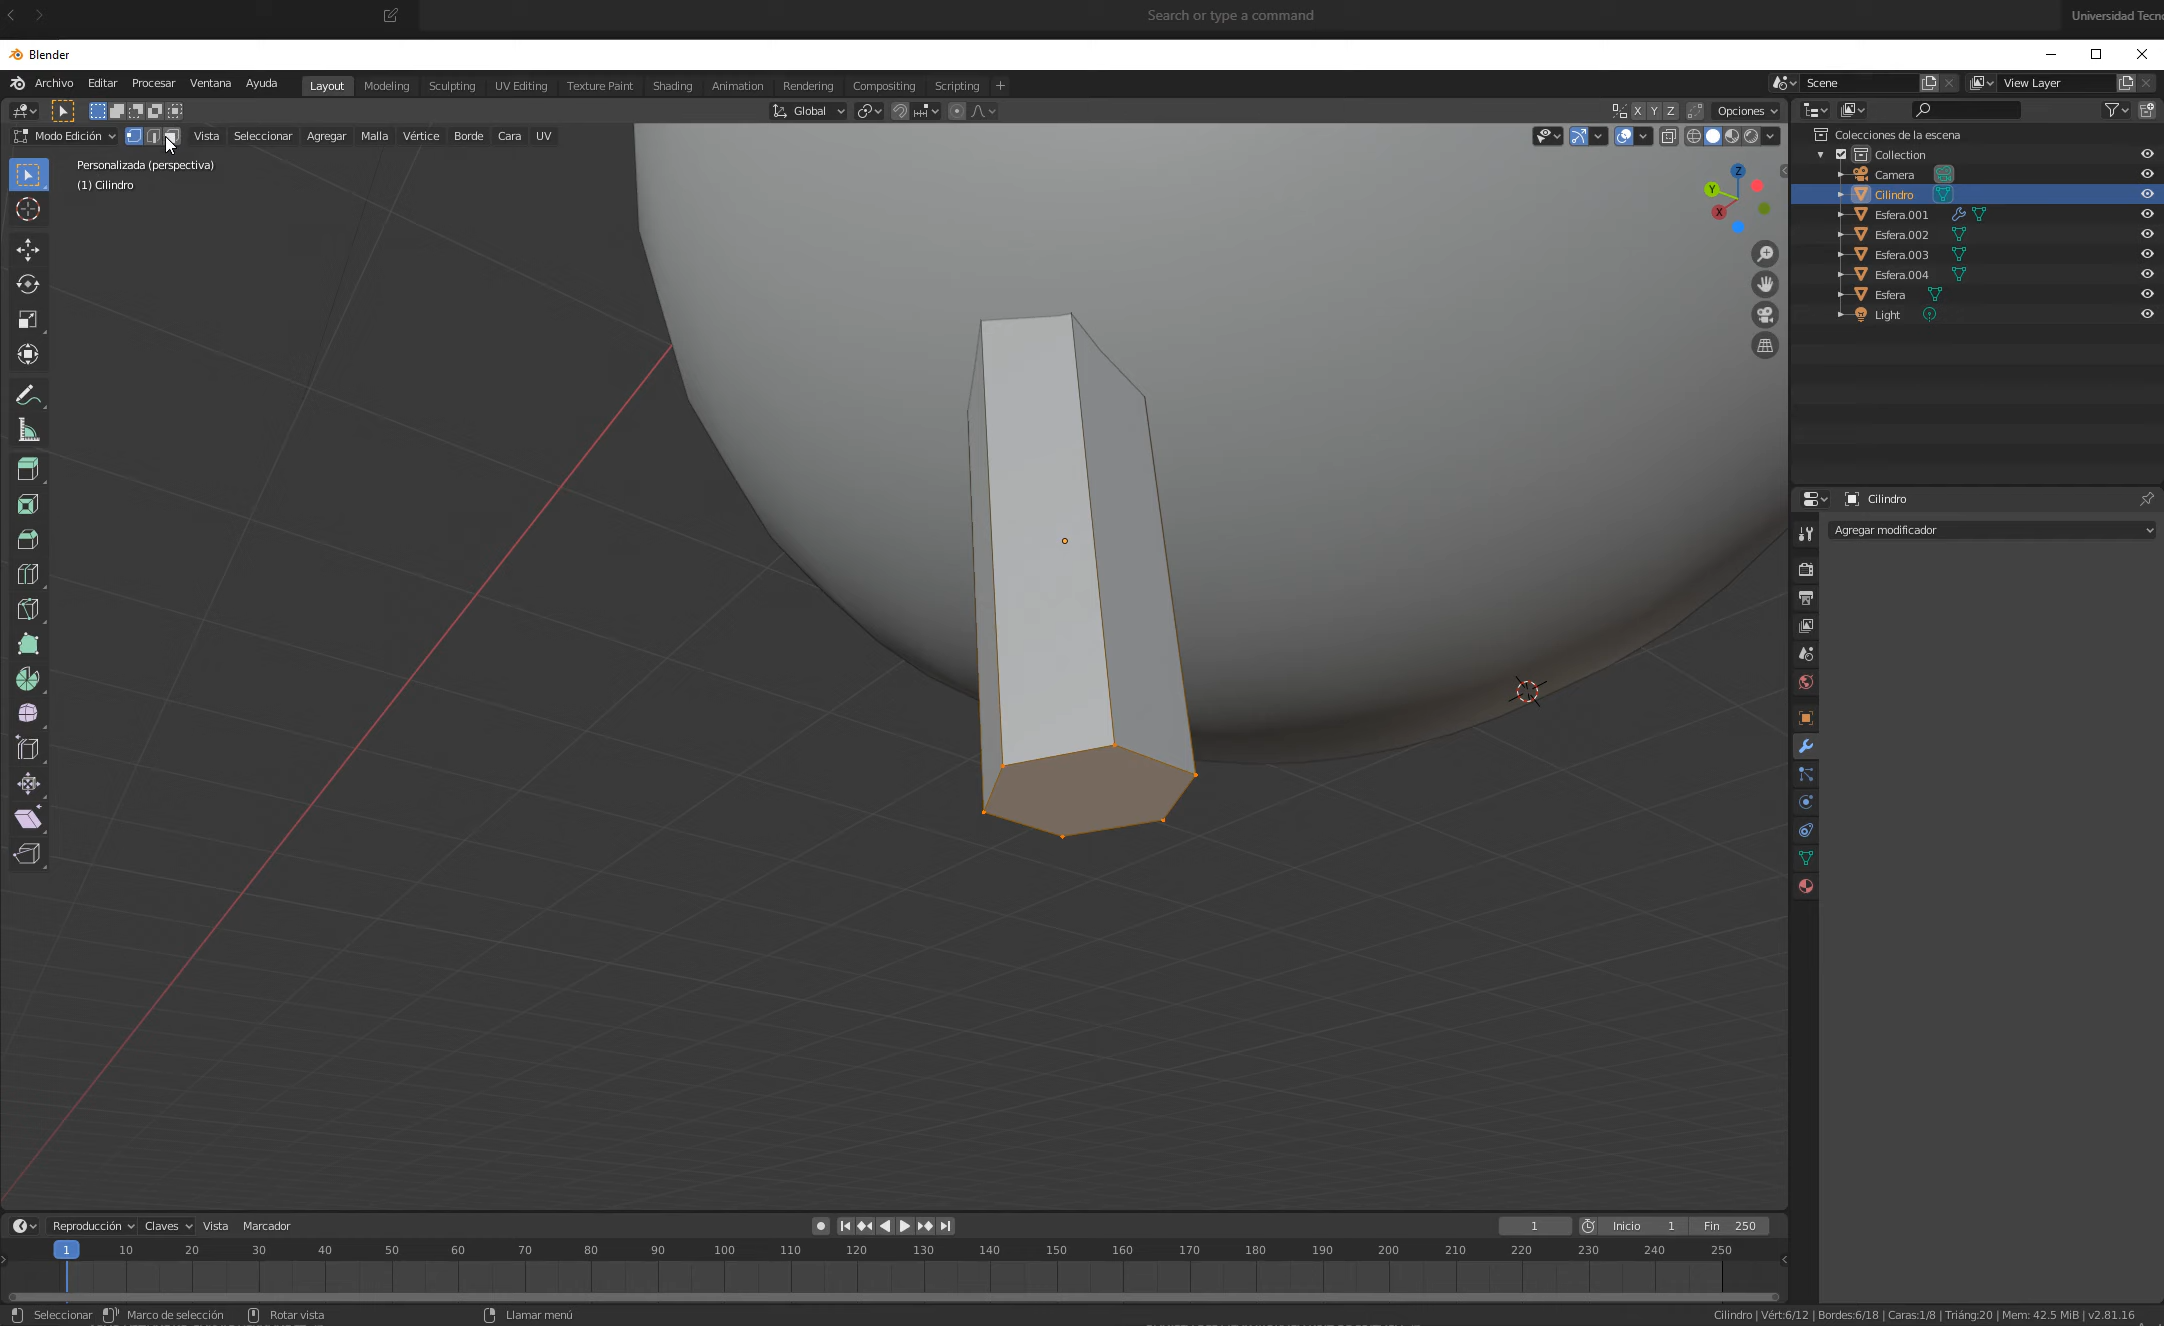 Search or type a command
Universidad Tecno
Blender
Archivo Editar Procesar Ventana Ayuda Layout Modeling Sculpting UV Editing Texture Paint Shading Animation Rendering Compositing Scripting +
Scene
View Layer
Global
X Y Z
Opciones
Modo Edición Vista Seleccionar Agregar Malla Vértice Borde Cara UV
Personalizada (perspectiva)
(1) Cilindro
Z
Y
X
Colecciones de la escena
Collection
Camera
Cilindro
Esfera.001
Esfera.002
Esfera.003
Esfera.004
Esfera
Light
Cilindro
Agregar modificador
Reproducción Claves Vista Marcador
1
Inicio 1 Fin 250
1 10 20 30 40 50 60 70 80 90 100 110 120 130 140 150 160 170 180 190 200 210 220 230 240 250
Seleccionar Marco de selección Rotar vista Llamar menú
Cilindro | Vért:6/12 | Bordes:6/18 | Caras:1/8 | Triáng:20 | Mem: 42.5 MiB | v2.81.16